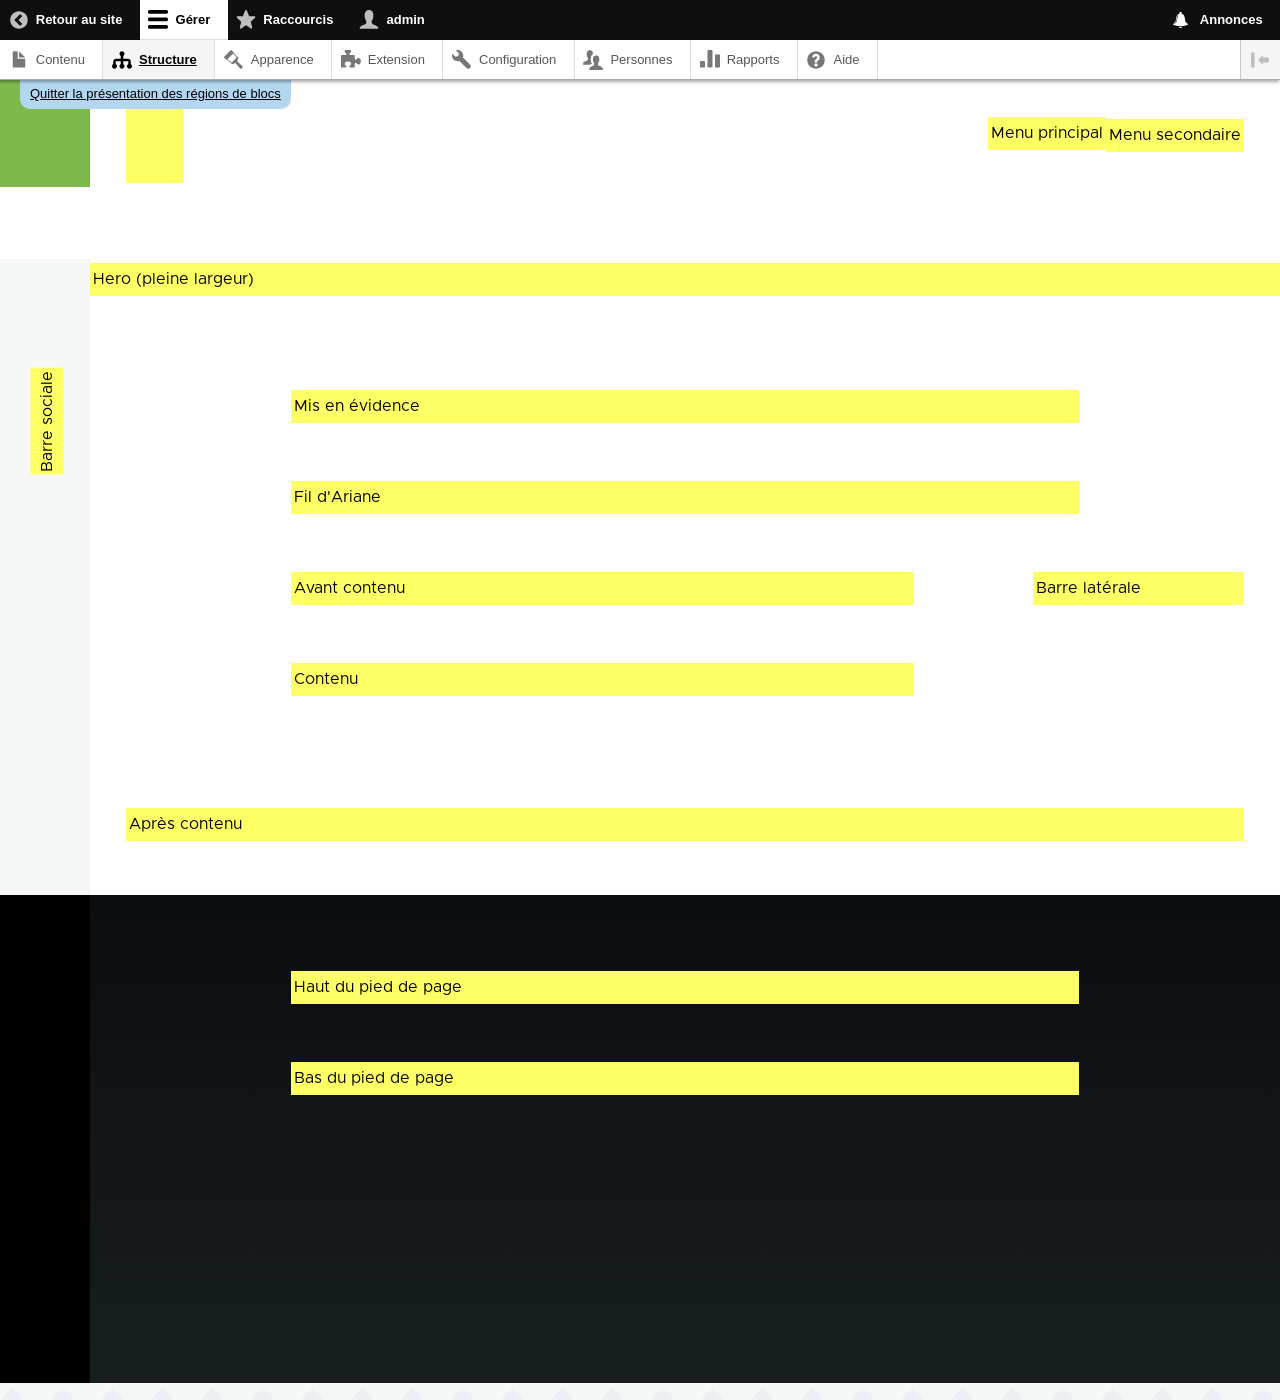 Retour au site
Gérer
Raccourcis
admin
Annonces
Contenu
Structure
Apparence
Extension
Configuration
Personnes
Rapports
Aide
Quitter la présentation des régions de blocs
Menu principal
Menu secondaire
Hero (pleine largeur)
Barre sociale
Mis en évidence
Fil d'Ariane
Avant contenu
Barre latérale
Contenu
Après contenu
Haut du pied de page
Bas du pied de page